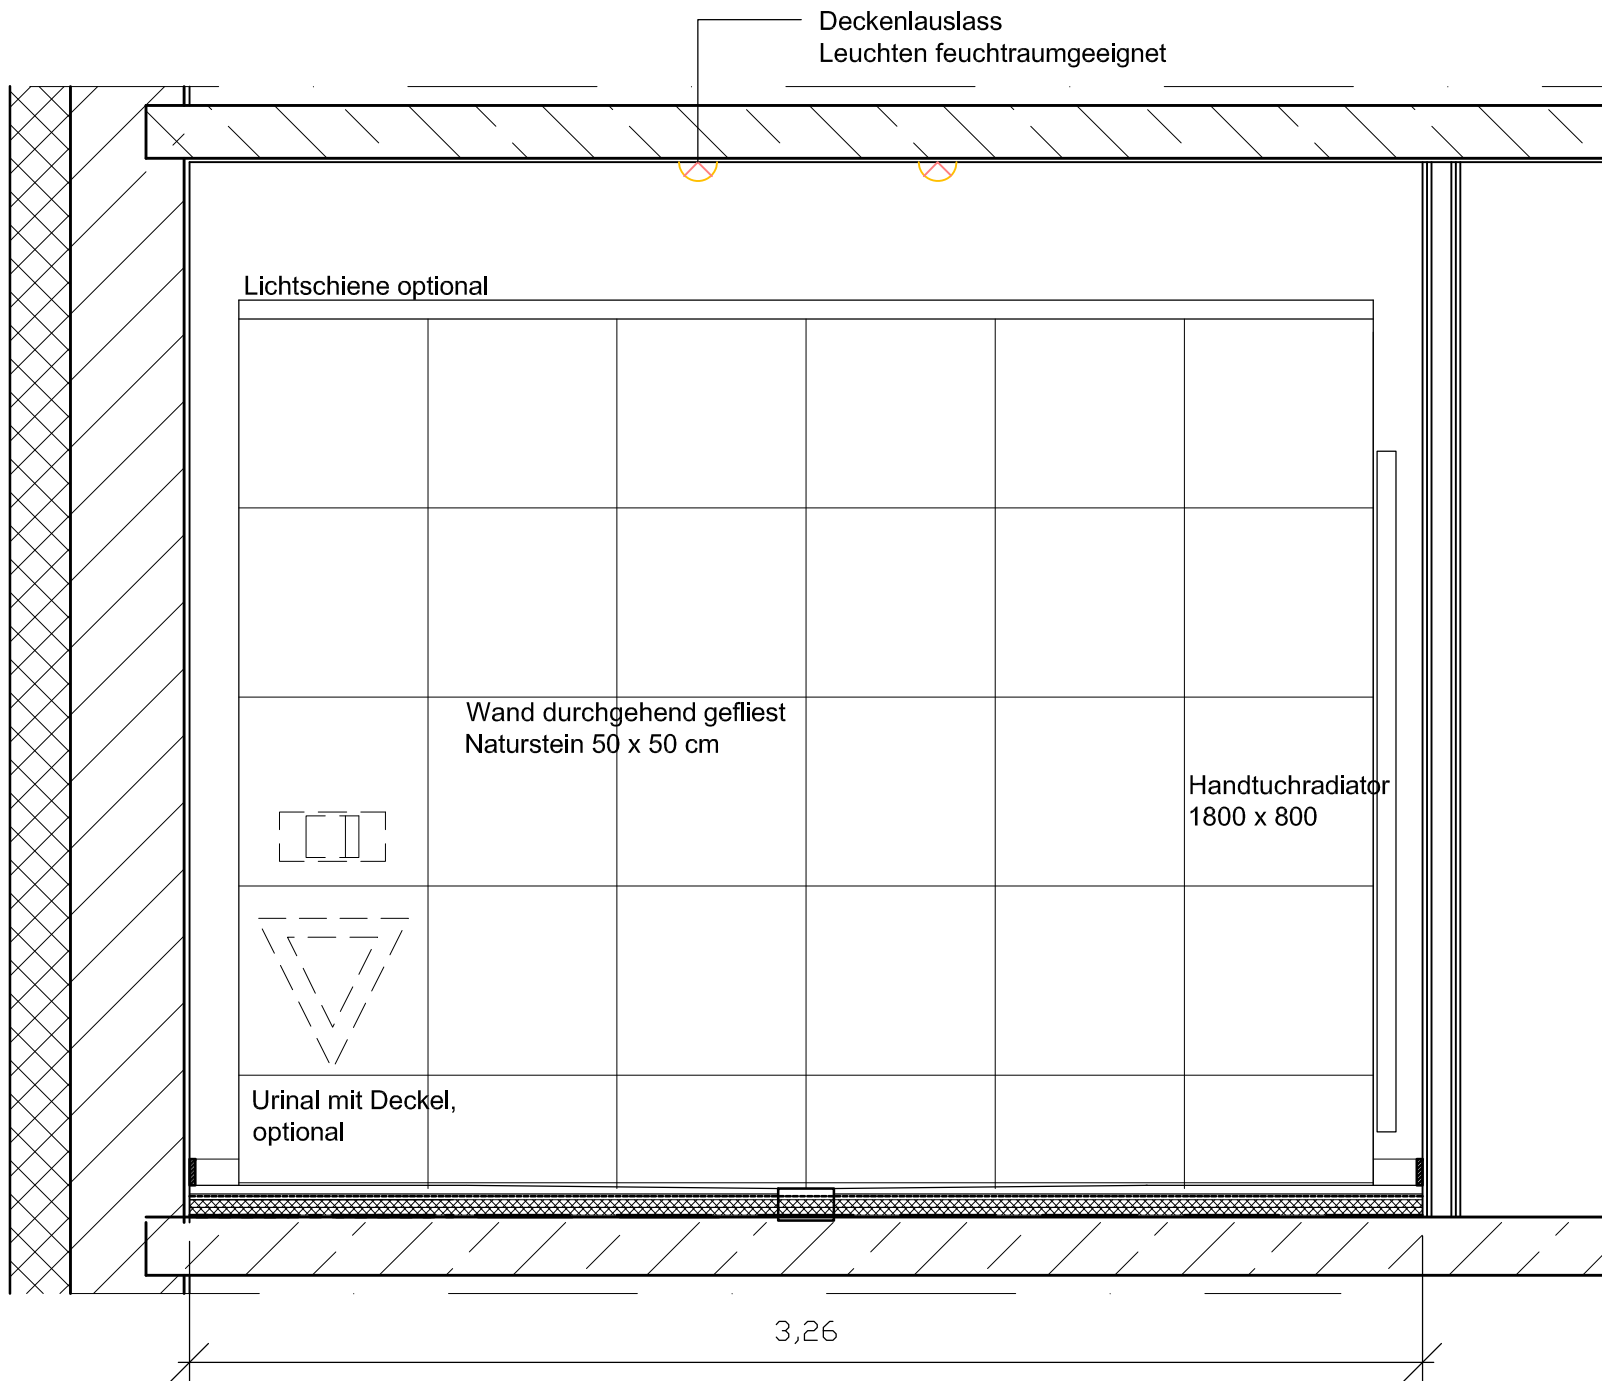 Deckenlauslass
Leuchten feuchtraumgeeignet
Lichtschiene optional
Wand durchgehend gefliest
Naturstein 50 x 50 cm
Handtuchradiator
1800 x 800
Urinal mit Deckel,
optional
3,26